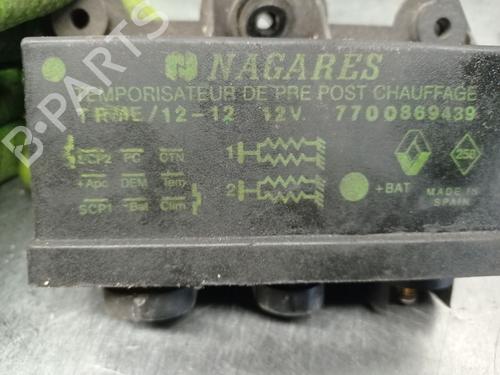 NAGARES
TEMPORISATEUR DE PRE POST CHAUFFAGE
12-12 12V. 7700869439
SCP2 PC CTN
+Apc DEM Temp
SCP1 -Bat Clim
1
2
+BAT
250
MADE IN
SPAIN
B-PARTS